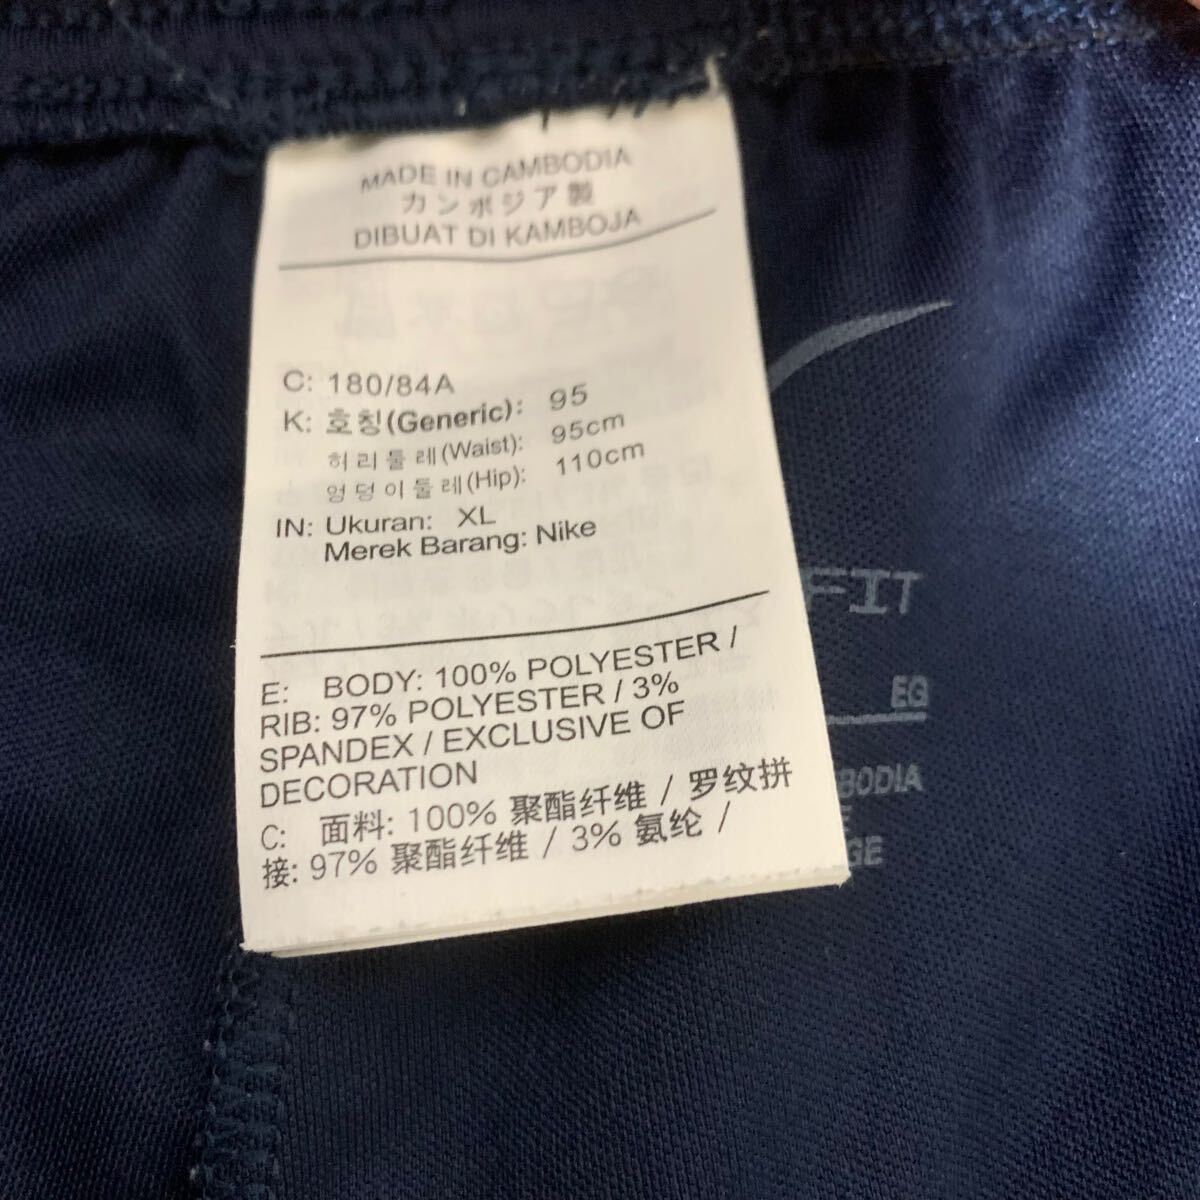 MADE IN CAMBODIA
カンボジア製
DIBUAT DI KAMBOJA
C: 180/84A
K: 호칭(Generic): 95
허리둘레(Waist): 95cm
엉덩이둘레(Hip): 110cm
IN: Ukuran: XL
Merek Barang: Nike
E: BODY: 100% POLYESTER /
RIB: 97% POLYESTER / 3%
SPANDEX / EXCLUSIVE OF
DECORATION
C: 面料: 100% 聚酯纤维 / 罗纹拼
接: 97% 聚酯纤维 / 3% 氨纶 /
FIT
EG
BODIA
GE